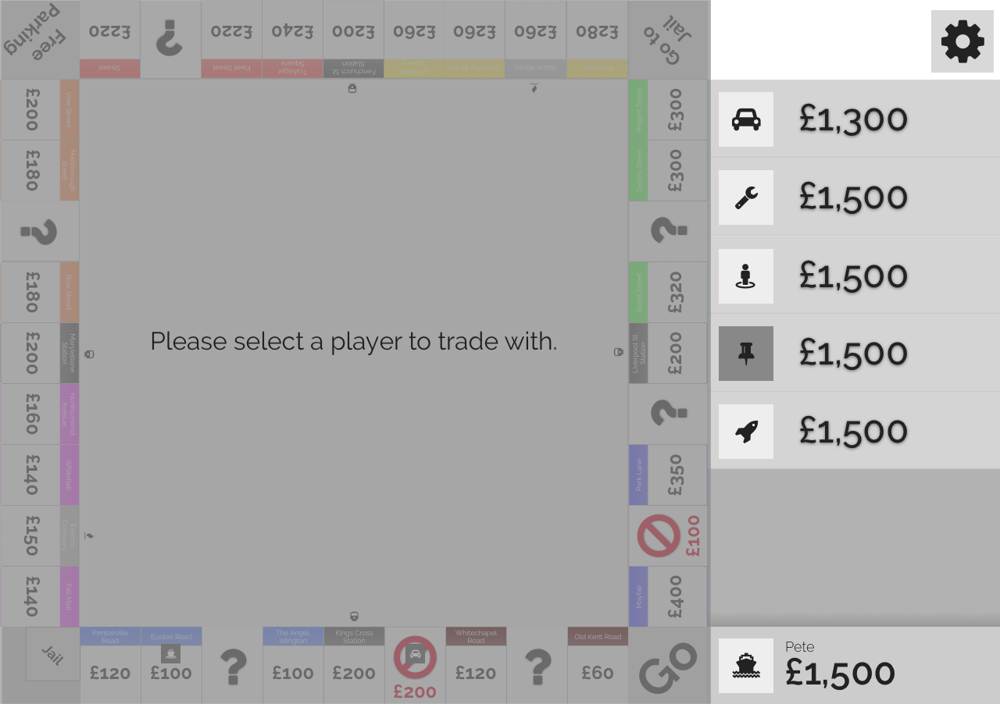 Free
Parking
£220
?
£220
£240
£200
£260
£260
£260
£280
Go to
Jail
Strand
Fleet Street
Trafalgar
Square
Fenchurch St.
Station
Leicester
Square
Coventry Street
Water Works
Piccadilly
£200
Vine Street
£180
Marlborough
Street
?
£180
Bow Street
£200
Marylebone
Station
£160
Northumb'nd
Avenue
£140
Whitehall
£150
Electric
Company
£140
Pall Mall
Please select a player to trade with.
Regent Street
£300
Oxford Street
£300
?
Bond Street
£320
Liverpool St.
Station
£200
?
Park Lane
£350
£100
Mayfair
£400
Jail
Pentonville
Road
£120
Euston Road
£100
?
The Angel,
Islington
£100
Kings Cross
Station
£200
£200
Whitechapel
Road
£120
?
Old Kent Road
£60
Go
£1,300
£1,500
£1,500
£1,500
£1,500
Pete
£1,500